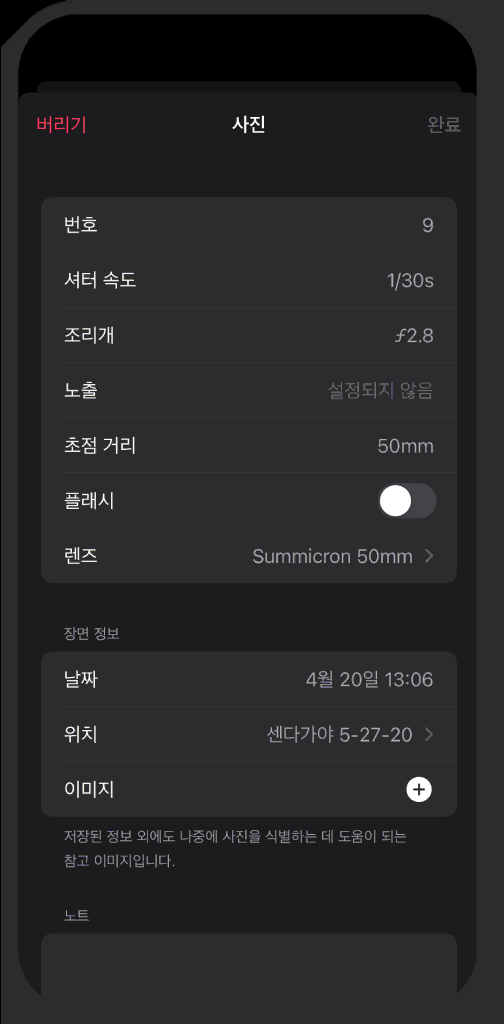 버리기 사진 완료
번호 9
셔터 속도 1/30s
조리개 ƒ2.8
노출 설정되지 않음
초점 거리 50mm
플래시
렌즈 Summicron 50mm
장면 정보
날짜 4월 20일 13:06
위치 센다가야 5-27-20
이미지
저장된 정보 외에도 나중에 사진을 식별하는 데 도움이 되는
참고 이미지입니다.
노트